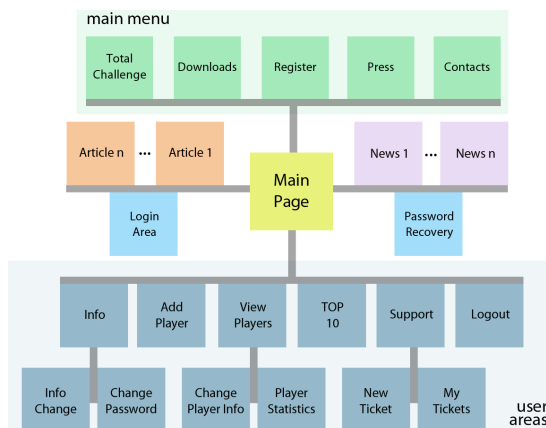 main menu
Total
Challenge
Downloads
Register
Press
Contacts
Article n
...
Article 1
Main
Page
News 1
...
News n
Login
Area
Password
Recovery
Info
Add
Player
View
Players
TOP
10
Support
Logout
Info
Change
Change
Password
Change
Player Info
Player
Statistics
New
Ticket
My
Tickets
user
areas